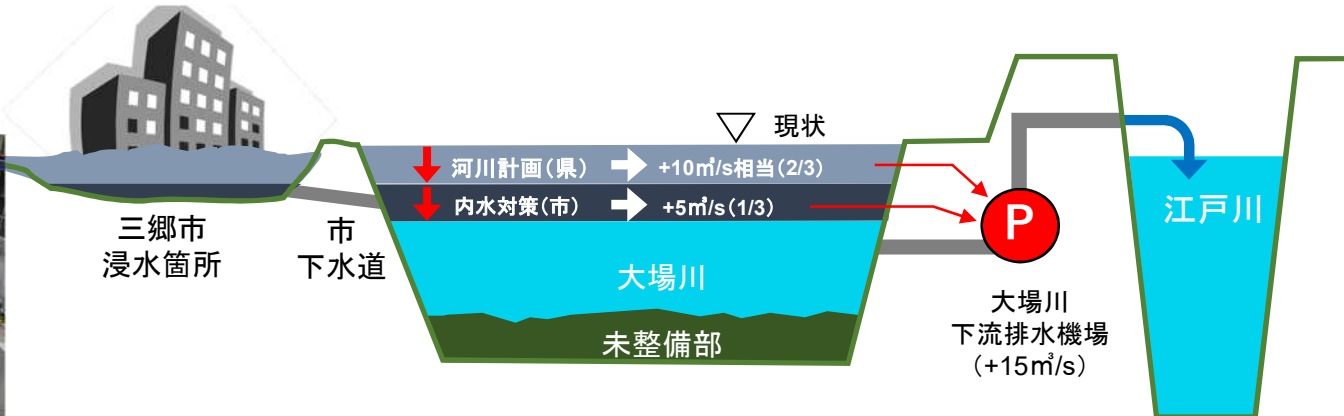 現状
河川計画(県) +10㎥/s相当(2/3)
内水対策(市) +5㎥/s(1/3)
三郷市
浸水箇所
市
下水道
大場川
未整備部
P
大場川
下流排水機場
(+15㎥/s)
江戸川